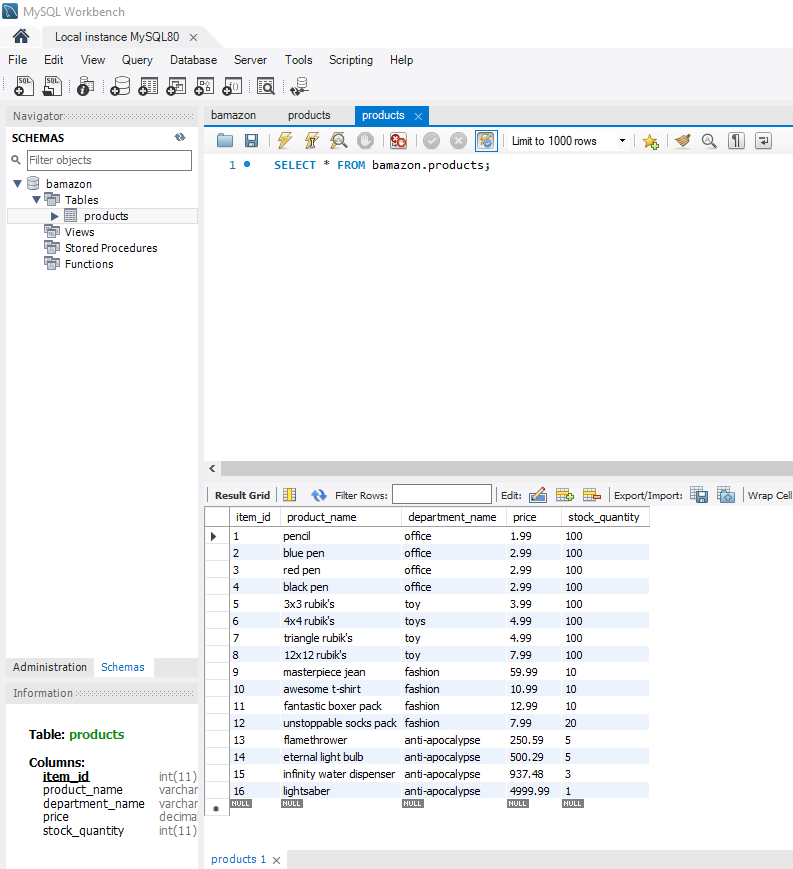 MySQL Workbench
Local instance MySQL80
File Edit View Query Database Server Tools Scripting Help
Navigator
SCHEMAS
Filter objects
bamazon
Tables
products
Views
Stored Procedures
Functions
Administration Schemas
Information
Table: products
Columns:
item_id int(11)
product_name varchar
department_name varchar
price decima
stock_quantity int(11)
bamazon products products
Limit to 1000 rows
1 SELECT * FROM bamazon.products;
Result Grid Filter Rows: Edit: Export/Import: Wrap Cell
item_id product_name department_name price stock_quantity
1 pencil office 1.99 100
2 blue pen office 2.99 100
3 red pen office 2.99 100
4 black pen office 2.99 100
5 3x3 rubik's toy 3.99 100
6 4x4 rubik's toys 4.99 100
7 triangle rubik's toy 4.99 100
8 12x12 rubik's toy 7.99 100
9 masterpiece jean fashion 59.99 10
10 awesome t-shirt fashion 10.99 10
11 fantastic boxer pack fashion 12.99 10
12 unstoppable socks pack fashion 7.99 20
13 flamethrower anti-apocalypse 250.59 5
14 eternal light bulb anti-apocalypse 500.29 5
15 infinity water dispenser anti-apocalypse 937.48 3
16 lightsaber anti-apocalypse 4999.99 1
NULL NULL NULL NULL NULL
products 1